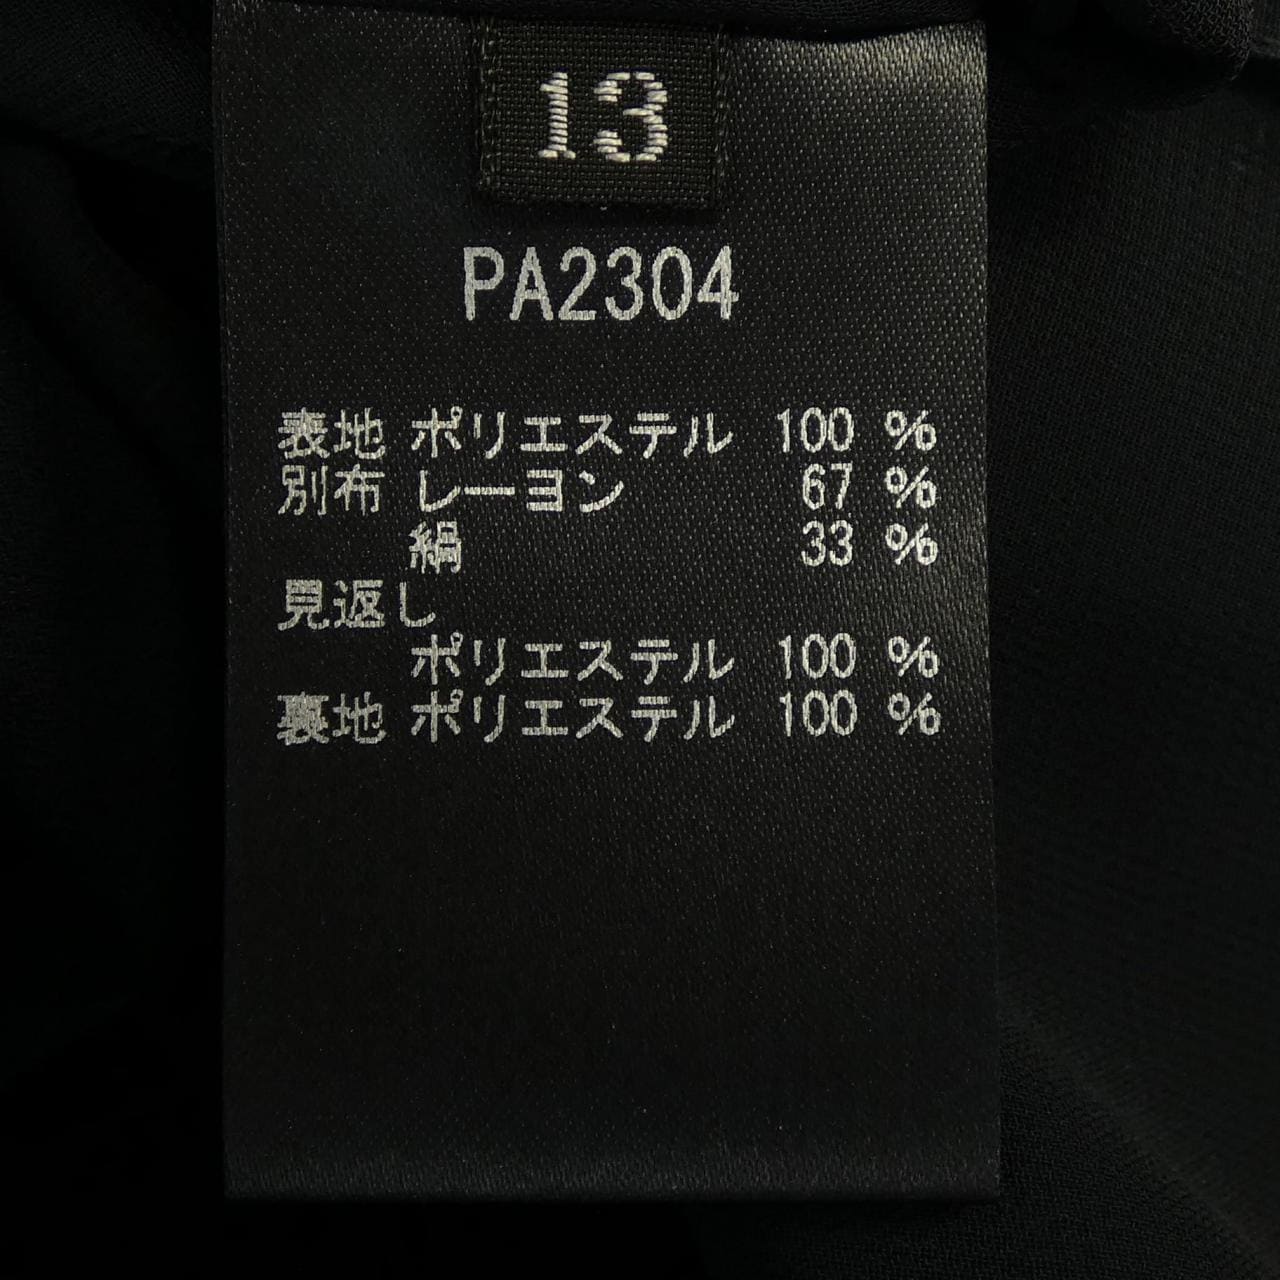 13
PA2304
表地 ポリエステル 100 %
別布 レーヨン 67 %
絹 33 %
見返し
ポリエステル 100 %
裏地 ポリエステル 100 %